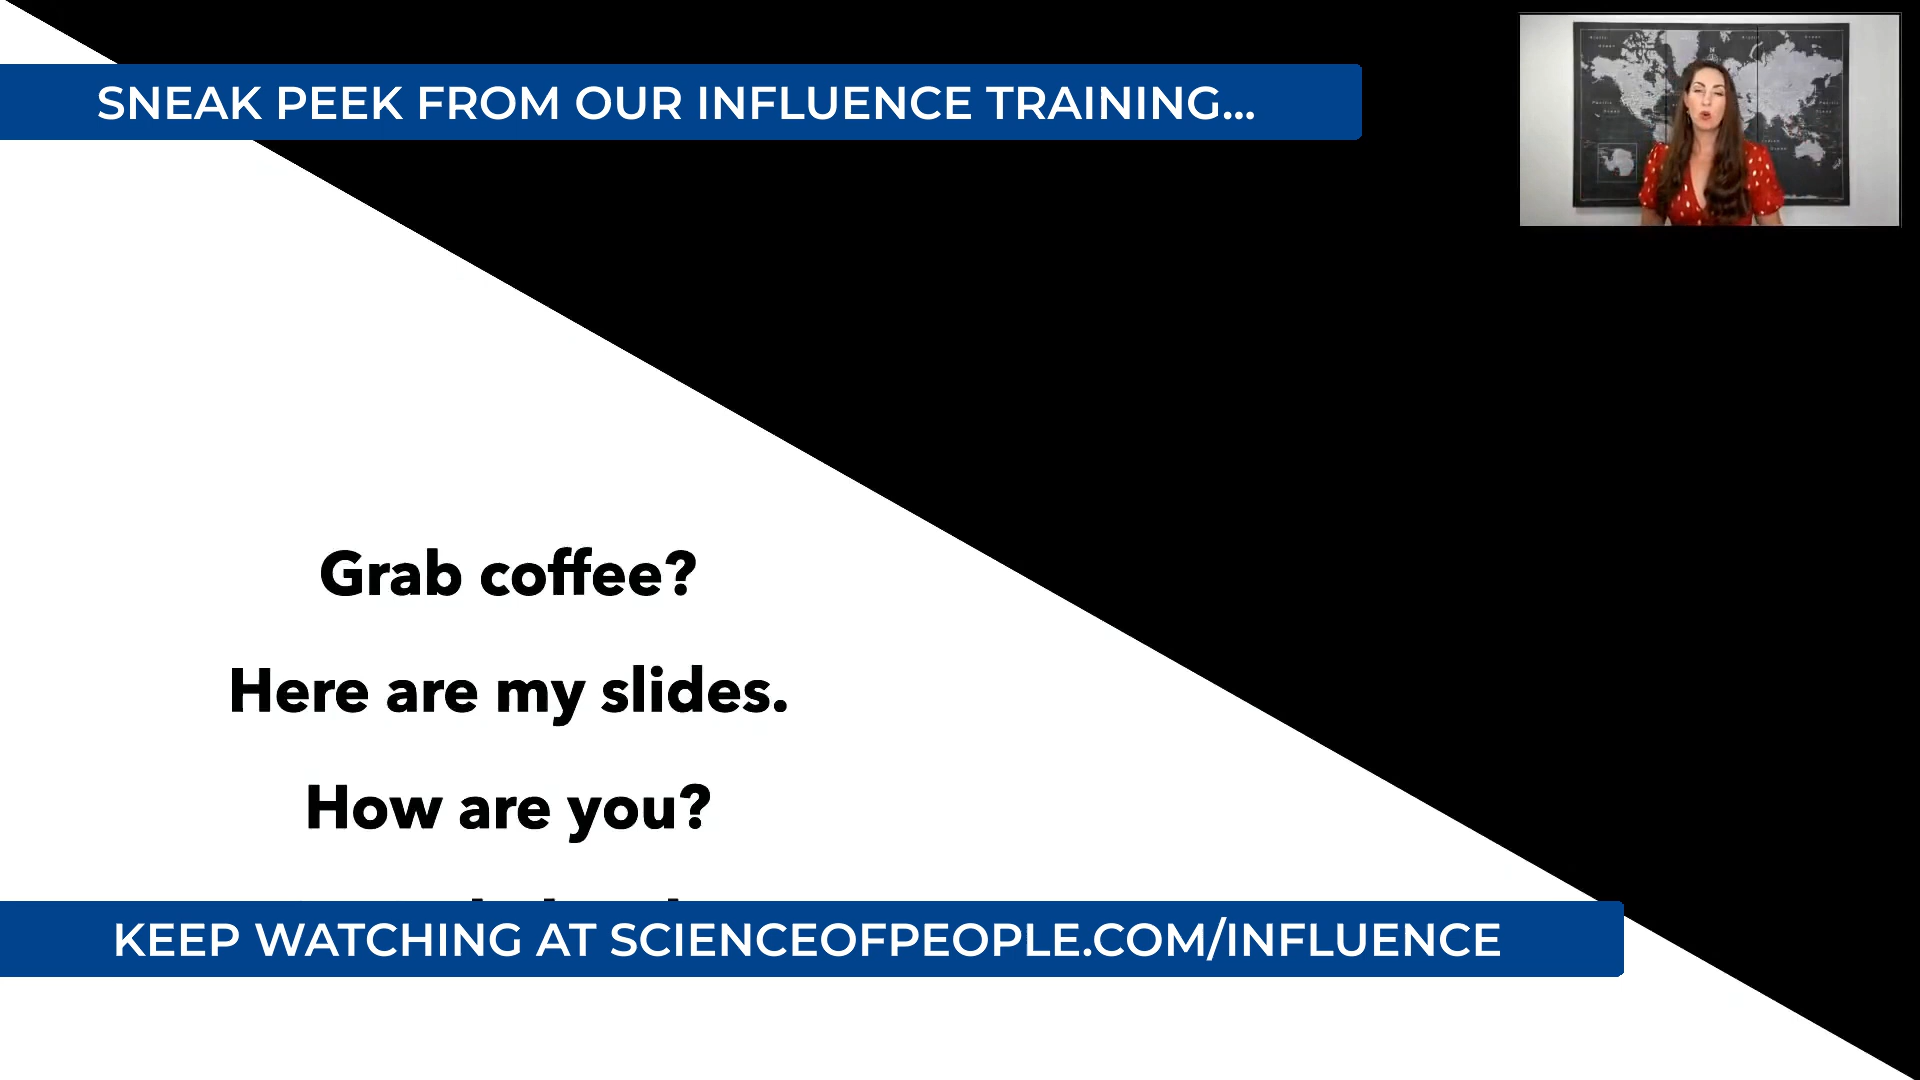 SNEAK PEEK FROM OUR INFLUENCE TRAINING...
Grab coffee?
Here are my slides.
How are you?
KEEP WATCHING AT SCIENCEOFPEOPLE.COM/INFLUENCE